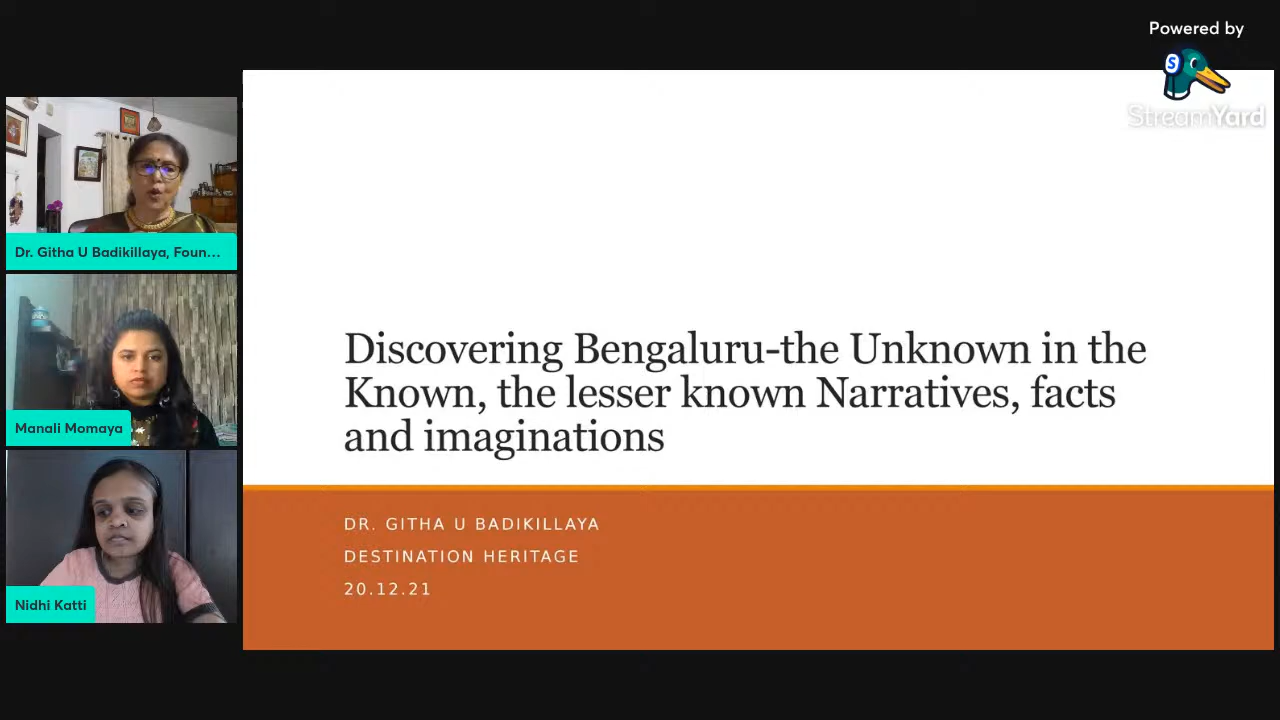 Powered by
S
StreamYard
Dr. Githa U Badikillaya, Foun...
Manali Momaya
Nidhi Katti
Discovering Bengaluru-the Unknown in the
Known, the lesser known Narratives, facts
and imaginations
DR. GITHA U BADIKILLAYA
DESTINATION HERITAGE
20.12.21